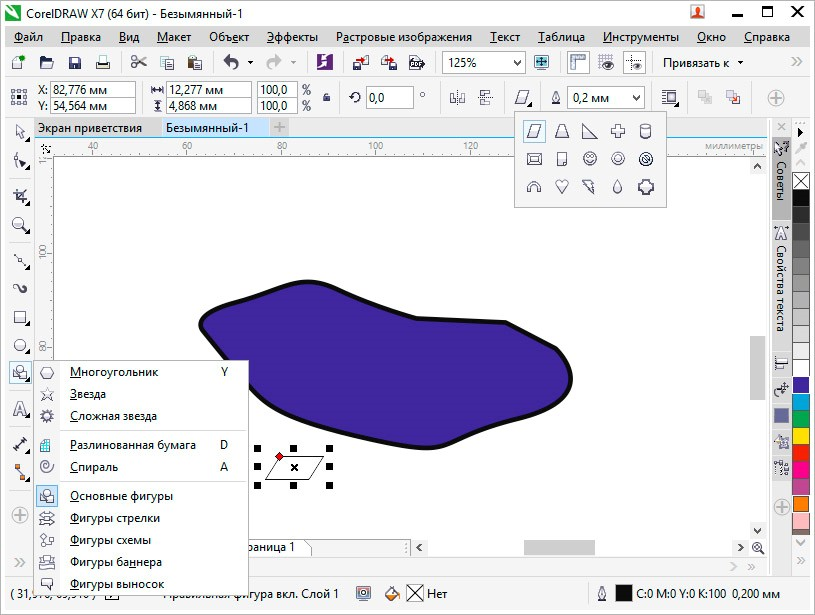 CorelDRAW X7 (64 бит) - Безымянный-1
Файл Правка Вид Макет Объект Эффекты Растровые изображения Текст Таблица Инструменты Окно Справка
125% Привязать к
X: 82,776 мм 12,277 мм 100,0 % 0,0 ° 0,2 мм
Y: 54,564 мм 4,868 мм 100,0 %
Экран приветствия Безымянный-1
40 60 80 100 120 миллиметры
Советы
100
Свойства текста
80
Многоугольник Y
Звезда
Сложная звезда
Разлинованная бумага D
Спираль A
Основные фигуры
Фигуры стрелки
Фигуры схемы
раница 1
Фигуры баннера
Фигуры выносок
фигура вкл. Слой 1 Нет C:0 M:0 Y:0 K:100 0,200 мм